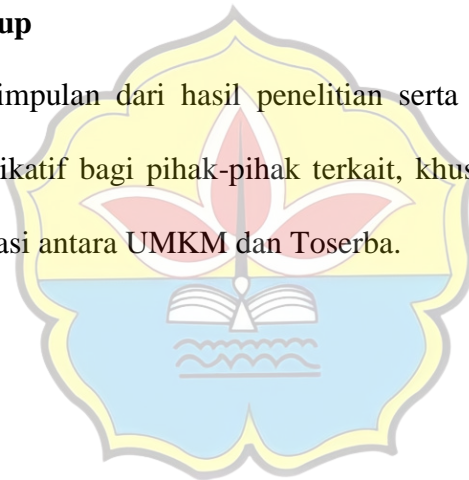 up
impulan dari hasil penelitian serta
ikatif bagi pihak-pihak terkait, khus
asi antara UMKM dan Toserba.